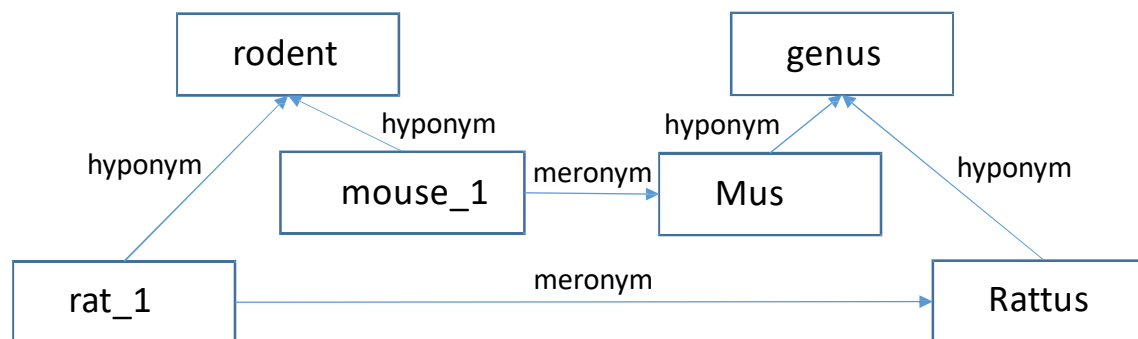 rodent
genus
hyponym
hyponym
hyponym
hyponym
mouse_1
meronym
Mus
rat_1
meronym
Rattus